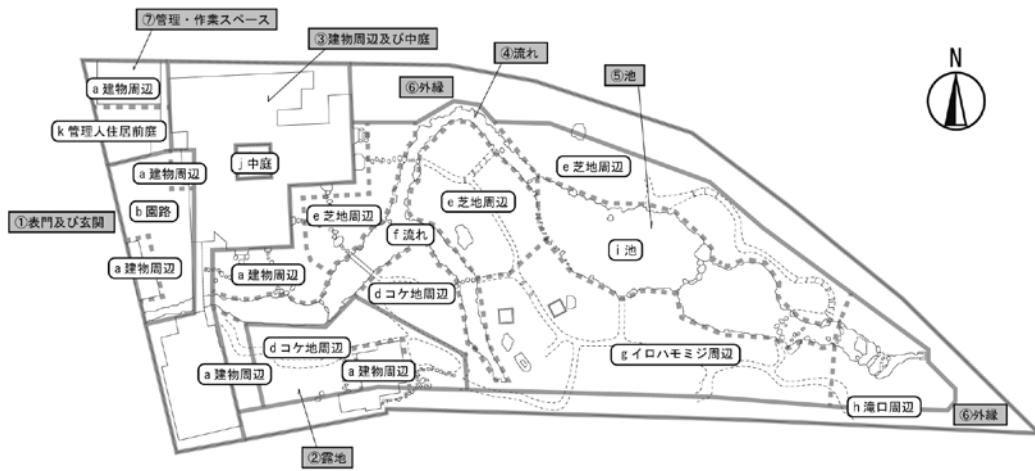 ⑦管理・作業スペース
③建物周辺及び中庭
④流れ
⑤池
⑥外縁
N
a 建物周辺
k 管理人住居前庭
j 中庭
a 建物周辺
e 芝地周辺
b 園路
e 芝地周辺
e 芝地周辺
①表門及び玄関
f 流れ
i 池
a 建物周辺
a 建物周辺
d コケ地周辺
d コケ地周辺
g イロハモミジ周辺
a 建物周辺
a 建物周辺
h 滝口周辺
⑥外縁
②露地